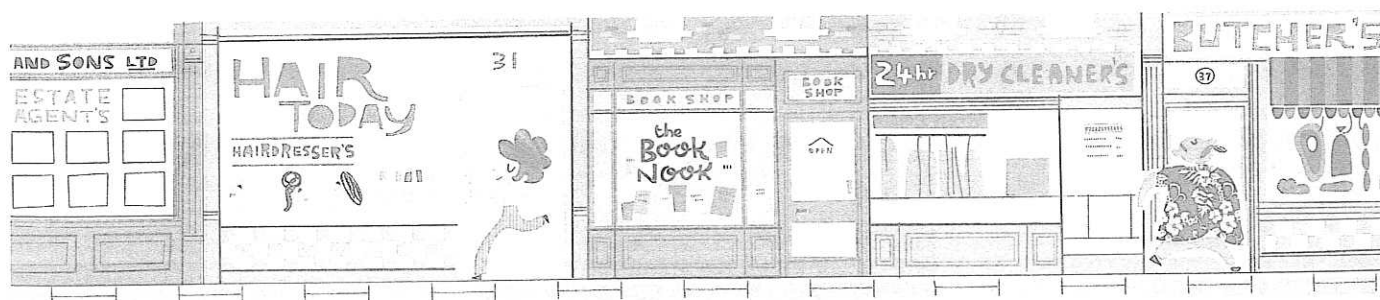 AND SONS LTD
ESTATE
AGENT'S
HAIR
TODAY
HAIRDRESSER'S
31
BOOK SHOP
the
Book
Nook
BOOK
SHOP
OPEN
24hr DRY CLEANER'S
BUTCHER'S
37